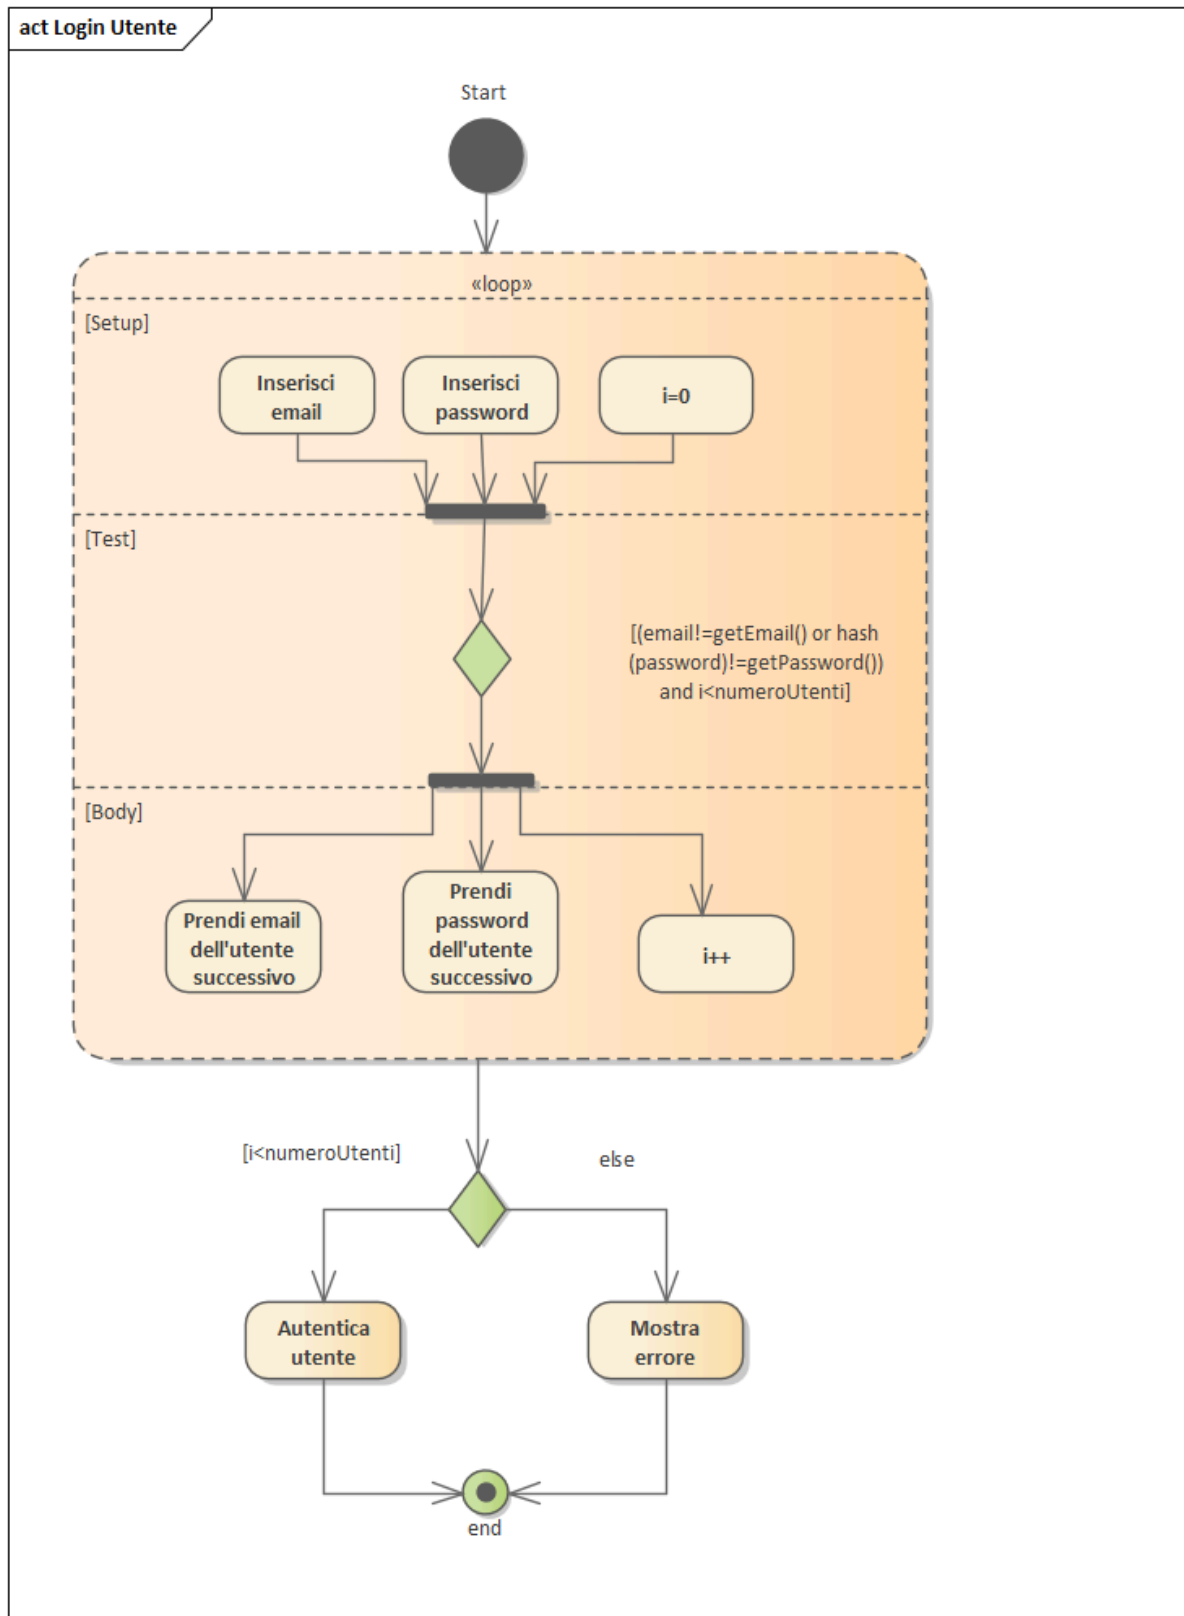 act Login Utente
Start
«loop»
[Setup]
Inserisci
email
Inserisci
password
i=0
[Test]
[(email!=getEmail() or hash
(password)!=getPassword())
and i<numeroUtenti]
[Body]
Prendi email
dell'utente
successivo
Prendi
password
dell'utente
successivo
i++
[i<numeroUtenti]
else
Autentica
utente
Mostra
errore
end